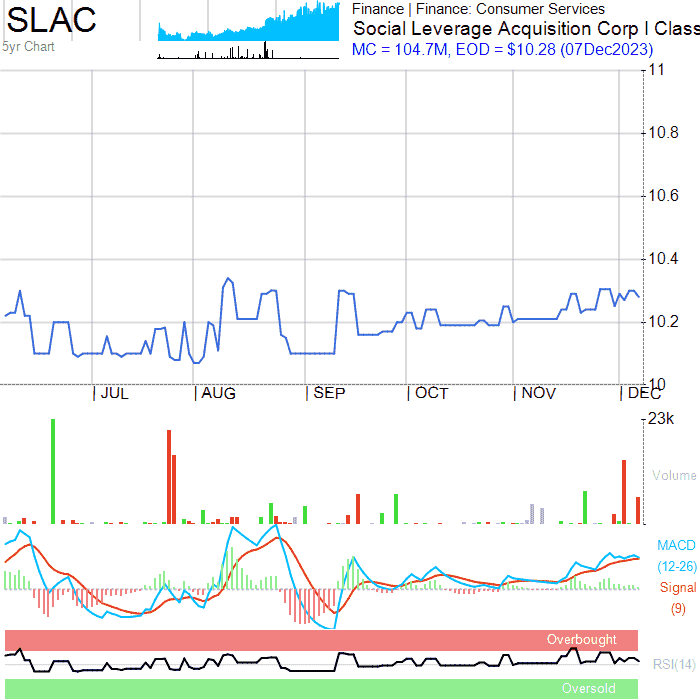 SLAC
5yr Chart
Finance | Finance: Consumer Services
Social Leverage Acquisition Corp I Class
MC = 104.7M, EOD = $10.28 (07Dec2023)
11
10.8
10.6
10.4
10.2
10
| JUL | AUG | SEP | OCT | NOV | DEC
23k
Volume
MACD
(12-26)
Signal
(9)
Overbought
RSI(14)
Oversold